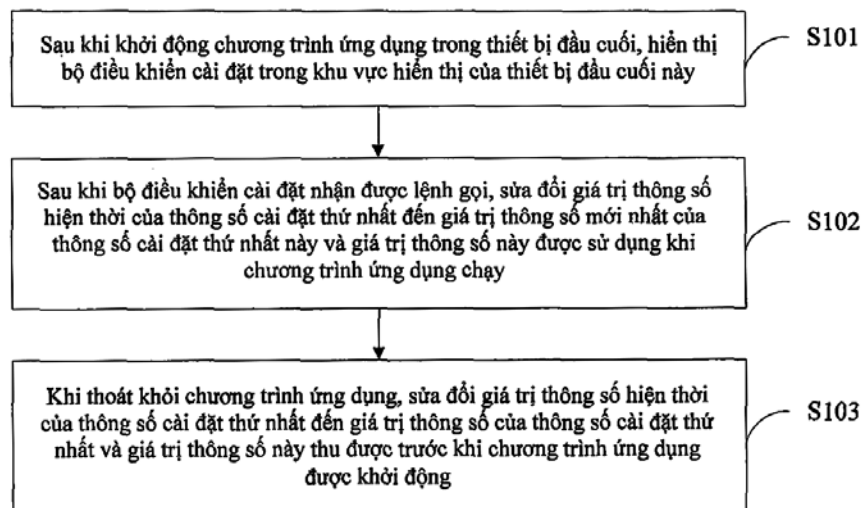 Sau khi khởi động chương trình ứng dụng trong thiết bị đầu cuối, hiển thị
bộ điều khiển cài đặt trong khu vực hiển thị của thiết bị đầu cuối này
S101
Sau khi bộ điều khiển cài đặt nhận được lệnh gọi, sửa đổi giá trị thông số
hiện thời của thông số cài đặt thứ nhất đến giá trị thông số mới nhất của
thông số cài đặt thứ nhất này và giá trị thông số này được sử dụng khi
chương trình ứng dụng chạy
S102
Khi thoát khỏi chương trình ứng dụng, sửa đổi giá trị thông số hiện thời
của thông số cài đặt thứ nhất đến giá trị thông số của thông số cài đặt thứ
nhất và giá trị thông số này thu được trước khi chương trình ứng dụng
được khởi động
S103